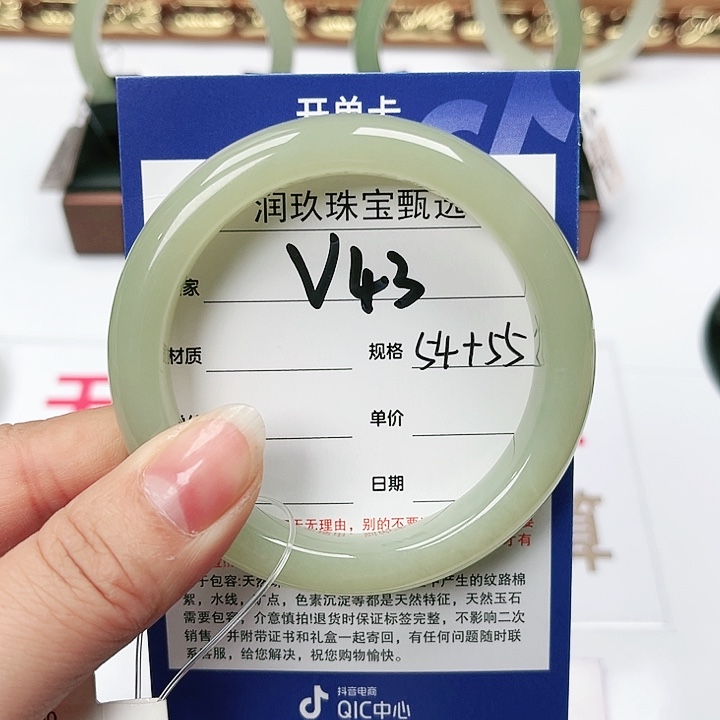 开单卡
润玖珠宝甄选
V43
家
材质
规格 54+55
单价
日期
无理由，别的不要
才有
于包容:天然
产生的纹路棉
絮，水线，矿点，色素沉淀等都是天然特征，天然玉石
需要包容，介意慎拍!退货时保证标签完整，不影响二次
销售，并附带证书和礼盒一起寄回，有任何问题随时联
系客服，给您解决，祝您购物愉快。
抖音电商
QIC中心